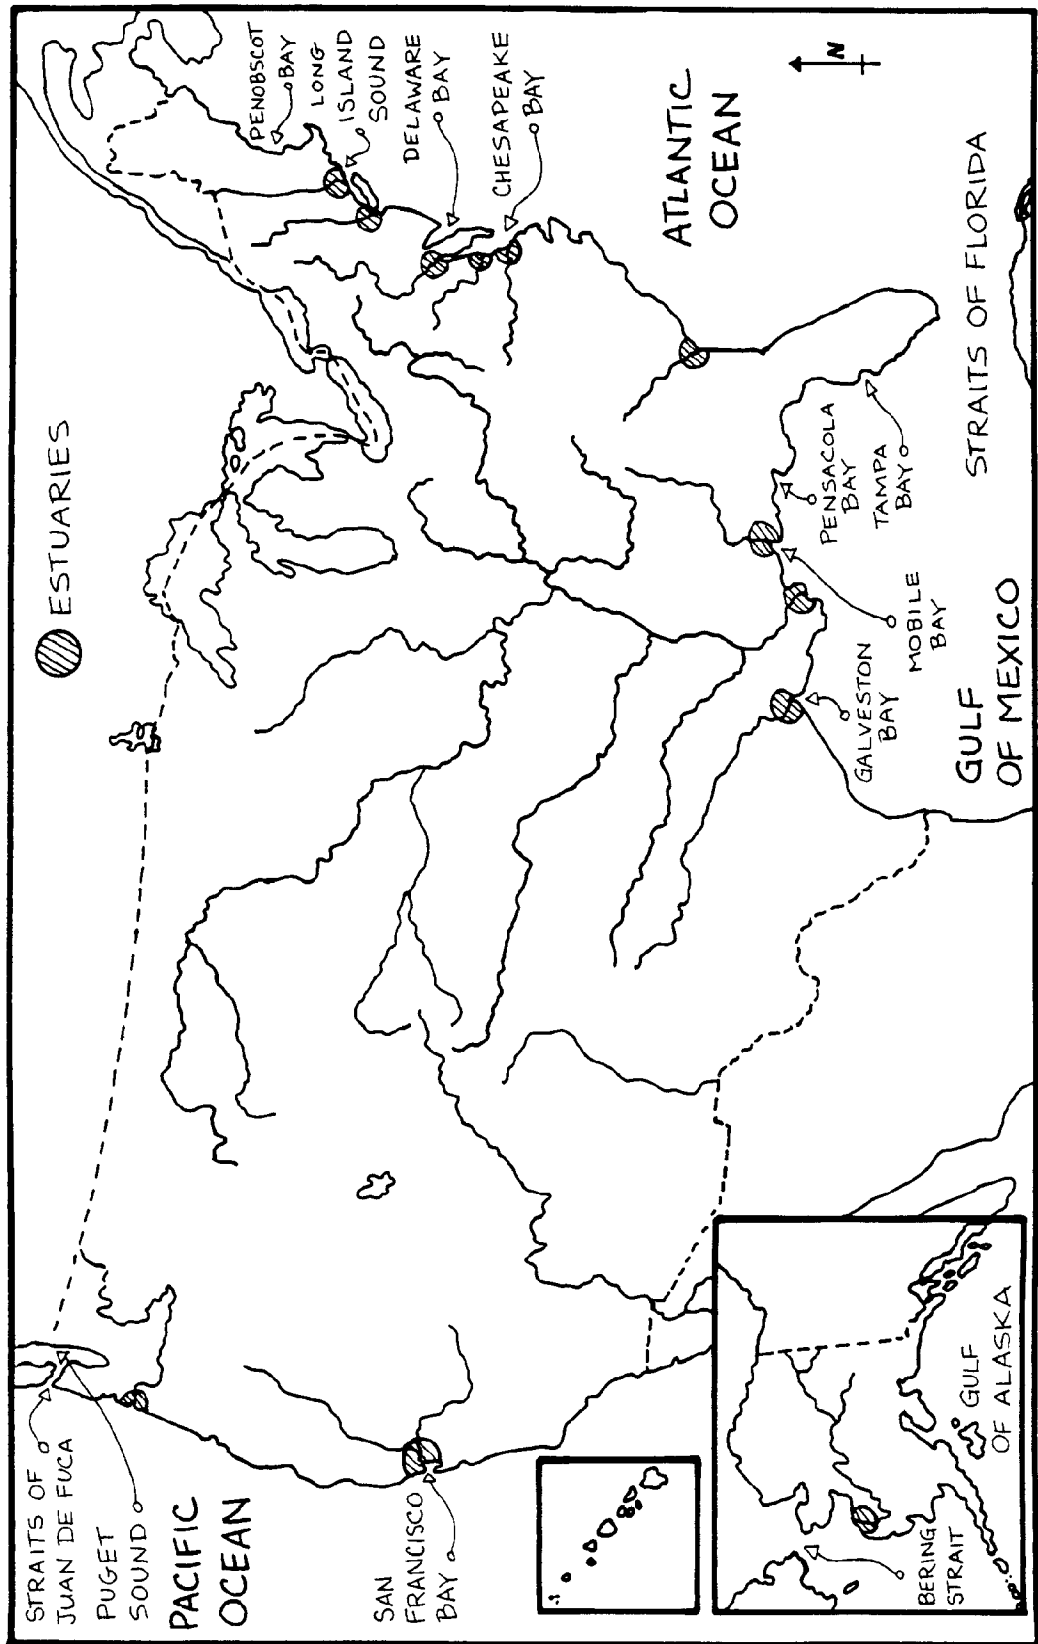 ESTUARIES
STRAITS OF
JUAN DE FUCA
PUGET
SOUND
PACIFIC
OCEAN
SAN
FRANCISCO
BAY
PENOBSCOT
BAY
LONG
ISLAND
SOUND
DELAWARE
BAY
CHESAPEAKE
BAY
N
ATLANTIC
OCEAN
STRAITS OF FLORIDA
PENSACOLA
BAY
TAMPA
BAY
MOBILE
BAY
GALVESTON
BAY
GULF
OF MEXICO
BERING
STRAIT
GULF
OF ALASKA